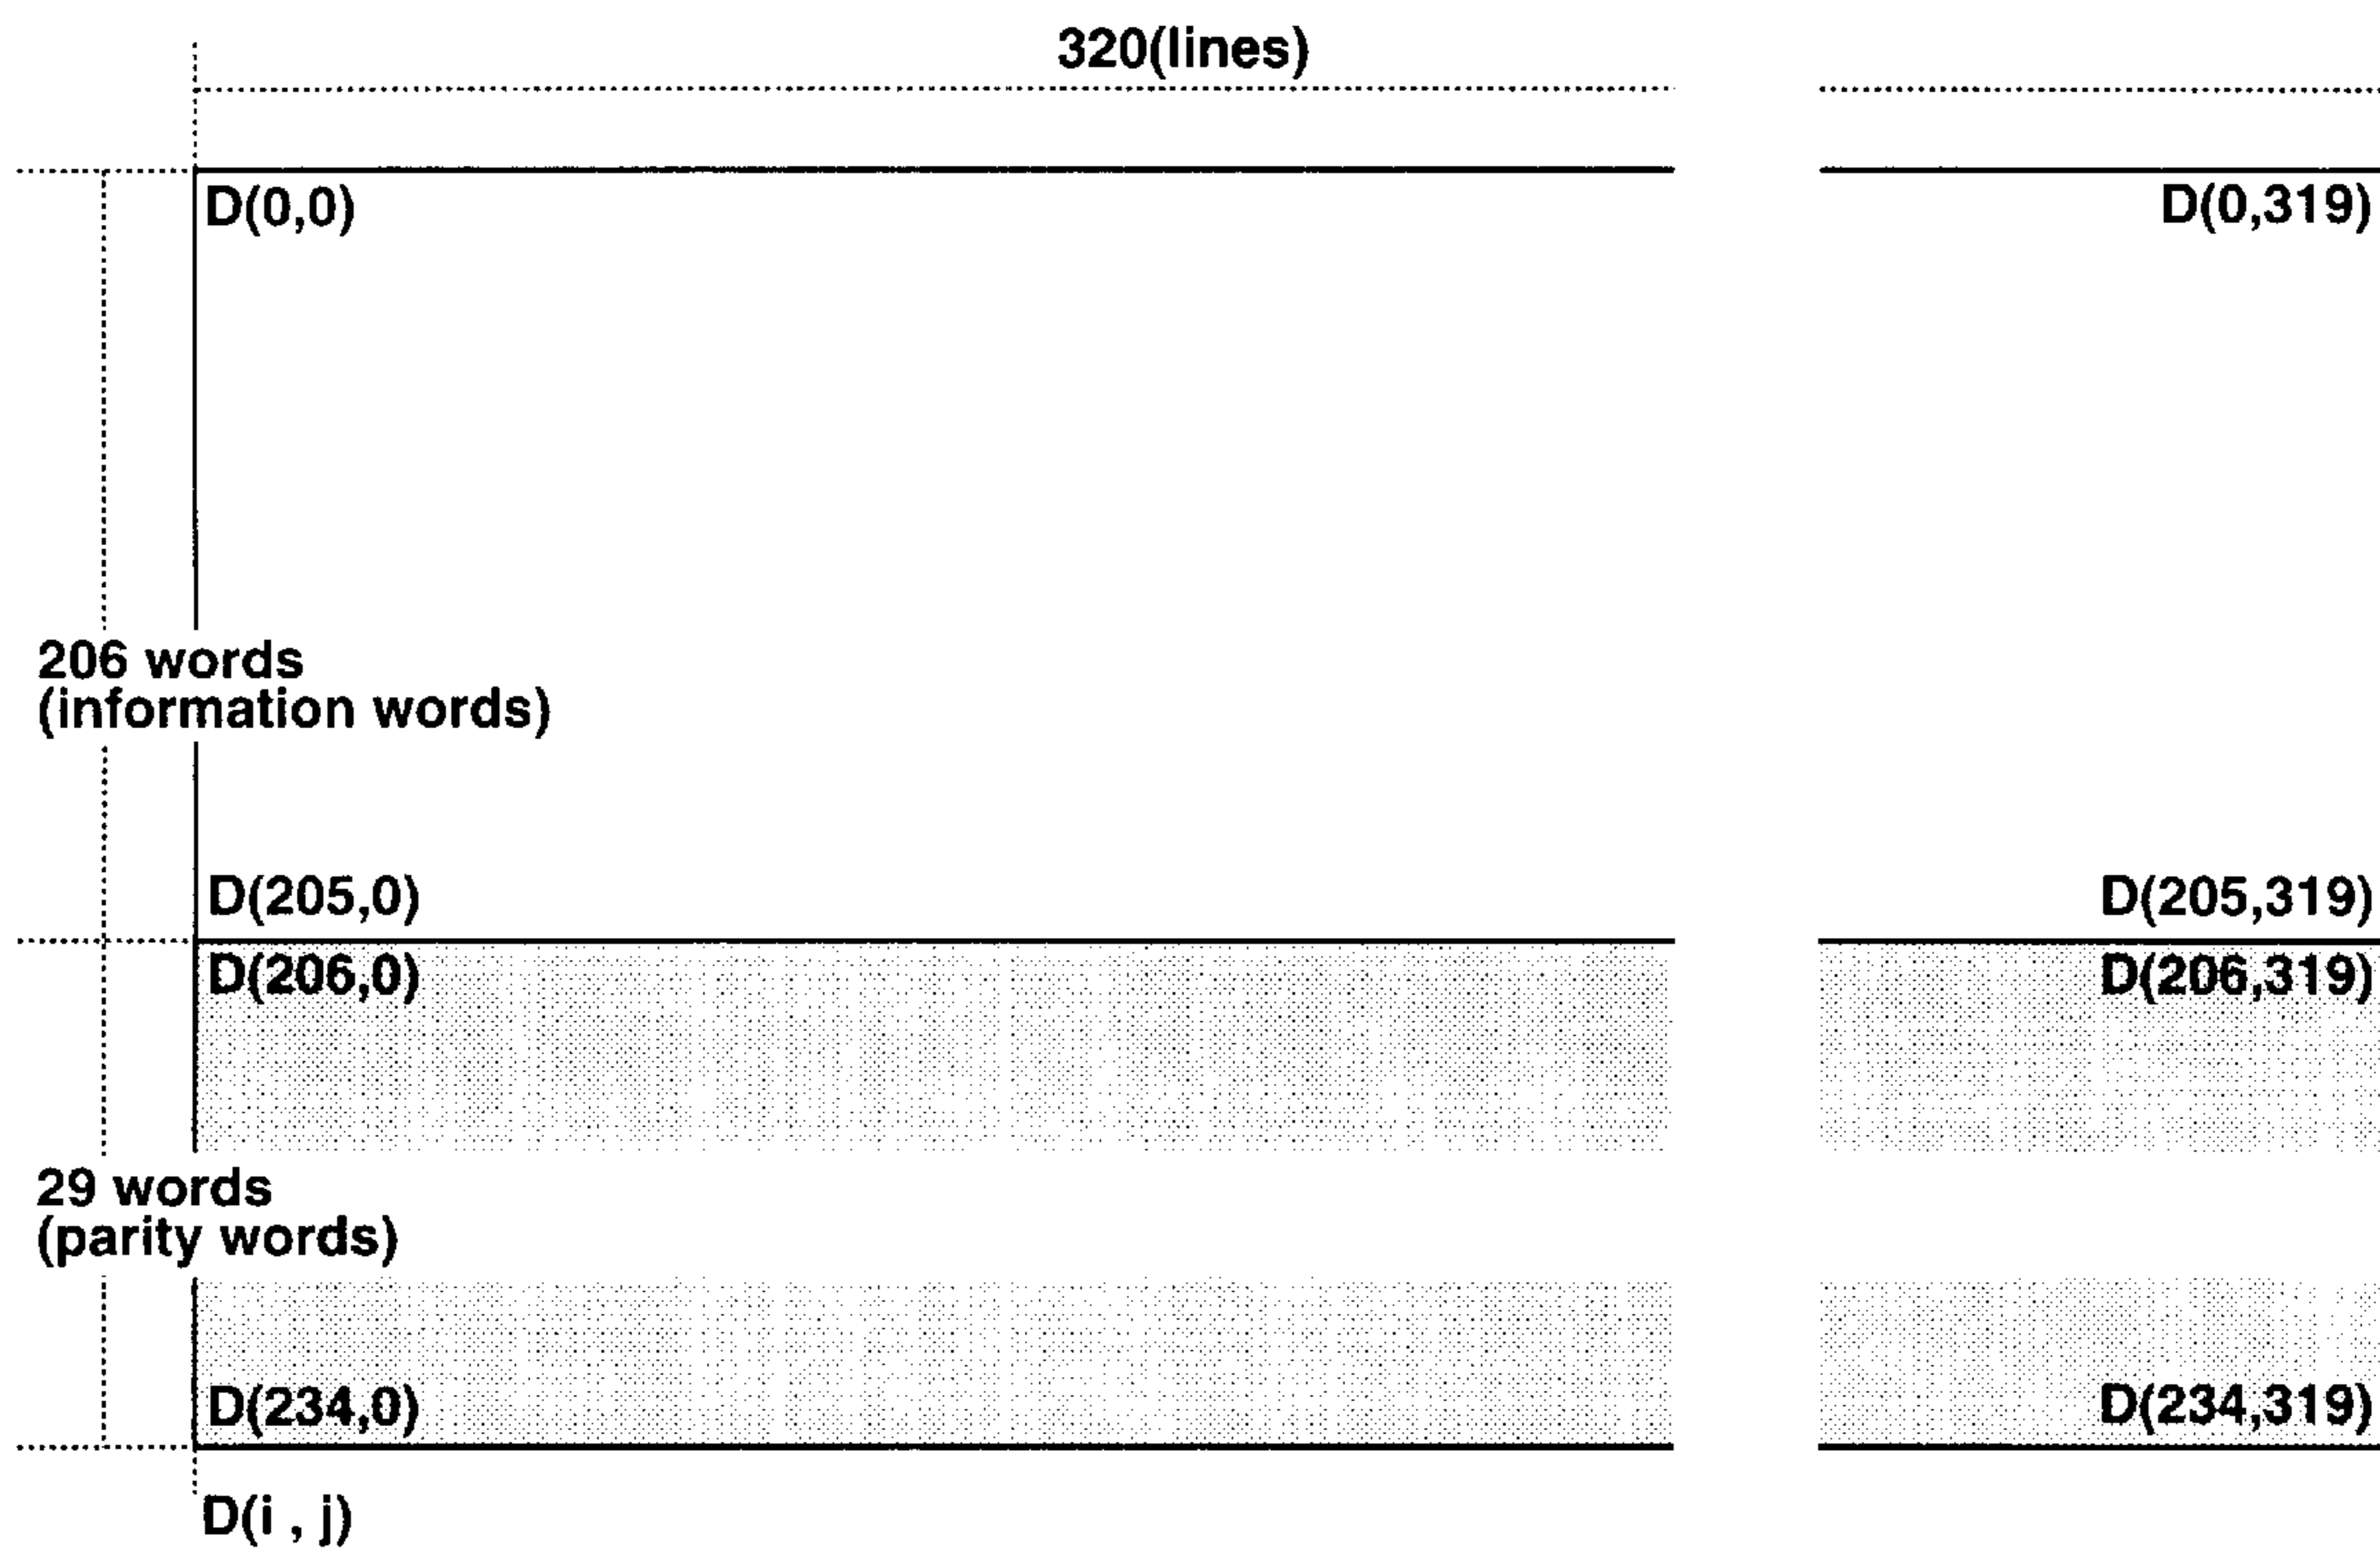 320(lines)
D(0,0)
D(0,319)
206 words
(information words)
D(205,0)
D(205,319)
D(206,0)
D(206,319)
29 words
(parity words)
D(234,0)
D(234,319)
D(i , j)